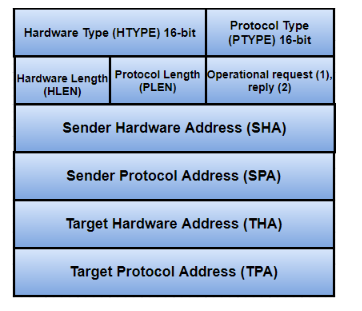 Hardware Type (HTYPE) 16-bit
Protocol Type
(PTYPE) 16-bit
Hardware Length
(HLEN)
Protocol Length
(PLEN)
Operational request (1),
reply (2)
Sender Hardware Address (SHA)
Sender Protocol Address (SPA)
Target Hardware Address (THA)
Target Protocol Address (TPA)